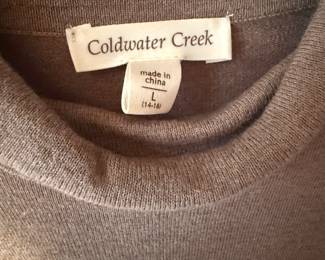 Coldwater Creek
made in
china
L
(14-16)